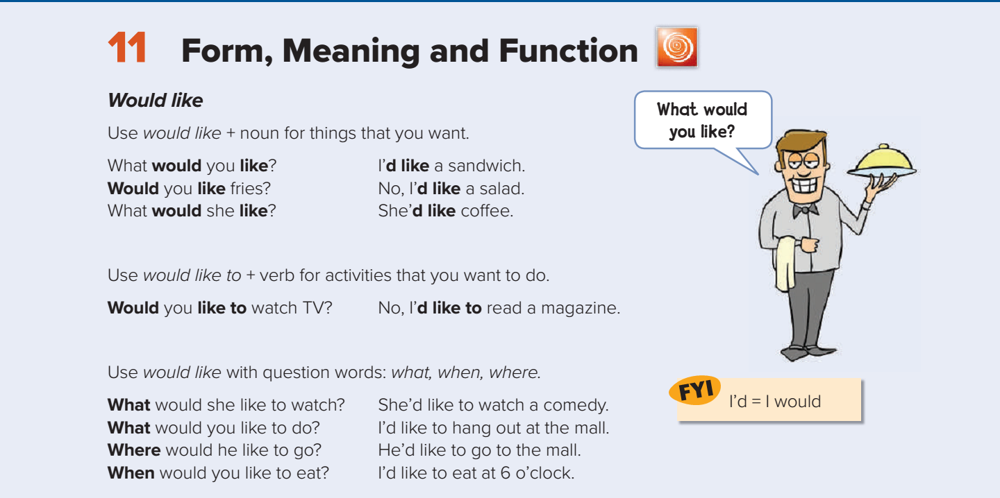 11 Form, Meaning and Function
Would like
Use would like + noun for things that you want.
What would you like? I'd like a sandwich.
Would you like fries? No, I'd like a salad.
What would she like? She'd like coffee.
What would
you like?
Use would like to + verb for activities that you want to do.
Would you like to watch TV? No, I'd like to read a magazine.
Use would like with question words: what, when, where.
What would she like to watch? She'd like to watch a comedy.
What would you like to do? I'd like to hang out at the mall.
Where would he like to go? He'd like to go to the mall.
When would you like to eat? I'd like to eat at 6 o'clock.
FYI I'd = I would